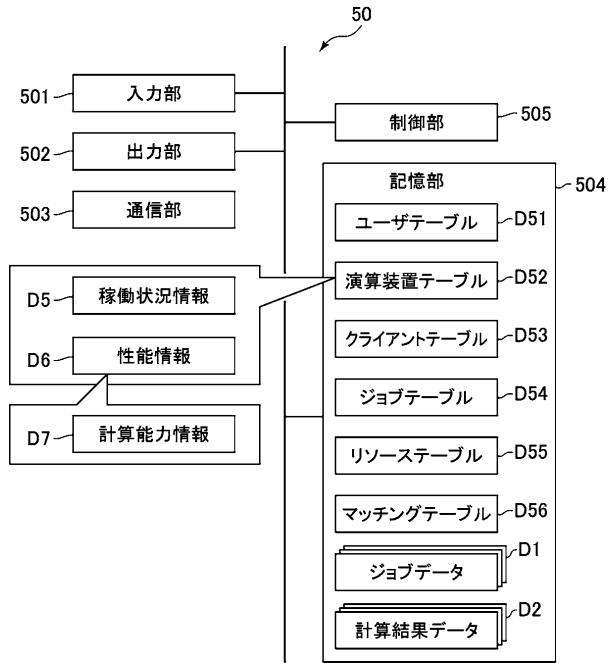 50
501
入力部
502
出力部
503
通信部
505
制御部
504
記憶部
ユーザテーブル
D51
演算装置テーブル
D52
クライアントテーブル
D53
ジョブテーブル
D54
リソーステーブル
D55
マッチングテーブル
D56
ジョブデータ
D1
計算結果データ
D2
D5
稼働状況情報
D6
性能情報
D7
計算能力情報